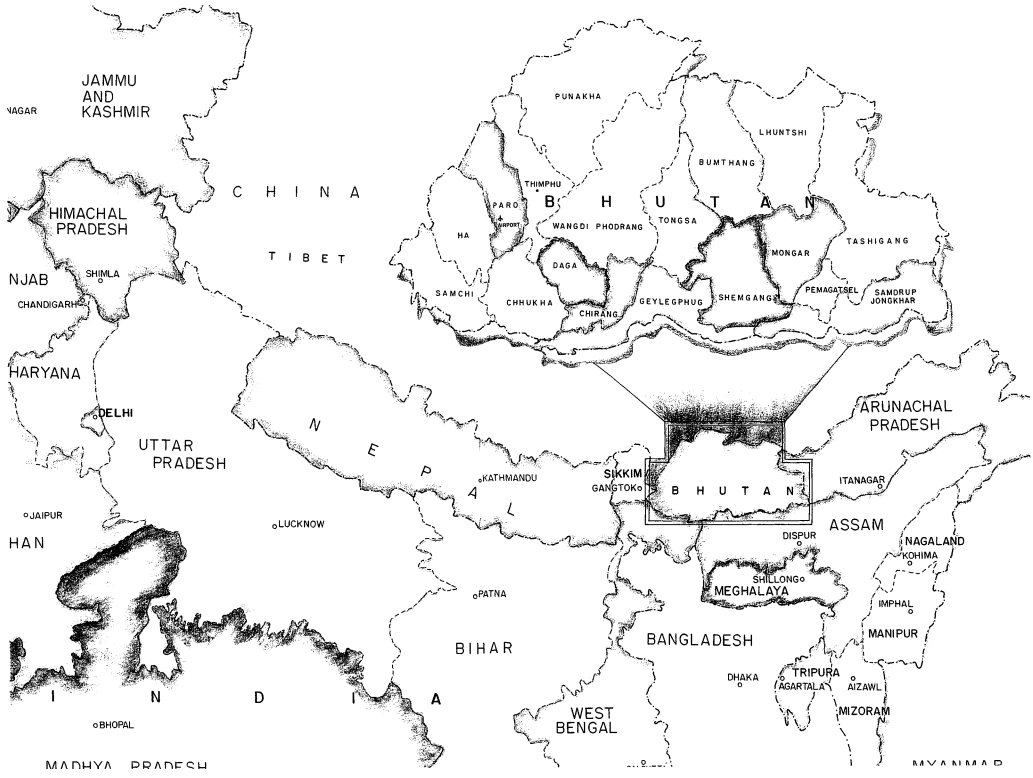 JAMMU
AND
KASHMIR
NAGAR
PUNAKHA
LHUNTSHI
BUMTHANG
THIMPHU
CHINA
BHUTAN
PARO
AIRPORT
HIMACHAL
PRADESH
WANGDI PHODRANG
TONGSA
HA
TASHIGANG
MONGAR
TIBET
DAGA
NJAB
SHIMLA
SAMCHI
CHHUKHA
GEYLEGPHUG
SHEMGANG
PEMAGATSEL
SAMDRUP
JONGKHAR
CHANDIGARH
CHIRANG
HARYANA
DELHI
ARUNACHAL
PRADESH
UTTAR
PRADESH
NEPAL
KATHMANDU
SIKKIM
GANGTOK
BHUTAN
ITANAGAR
JAIPUR
LUCKNOW
ASSAM
HAN
DISPUR
NAGALAND
KOHIMA
SHILLONG
MEGHALAYA
PATNA
IMPHAL
MANIPUR
BIHAR
BANGLADESH
DHAKA
TRIPURA
AGARTALA
AIZAWL
INDIA
MIZORAM
WEST
BENGAL
BHOPAL
MADHYA PRADESH
MYANMAR